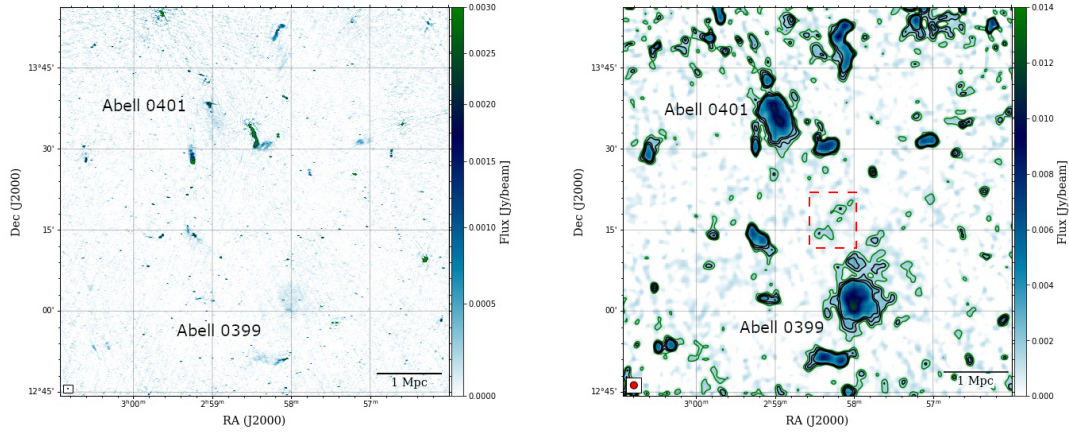 0.0030
13°45'
Abell 0401
0.0025
30'
0.0020
Dec (J2000)
15'
0.0015
Flux [Jy/beam]
0.0010
00'
Abell 0399
0.0005
1 Mpc
12°45'
0.0000
3ʰ00ᵐ
2ʰ59ᵐ
58ᵐ
57ᵐ
RA (J2000)
0.014
13°45'
Abell 0401
0.012
30'
0.010
Dec (J2000)
15'
0.008
Flux [Jy/beam]
0.006
00'
Abell 0399
0.004
0.002
1 Mpc
12°45'
0.000
3ʰ00ᵐ
2ʰ59ᵐ
58ᵐ
57ᵐ
RA (J2000)